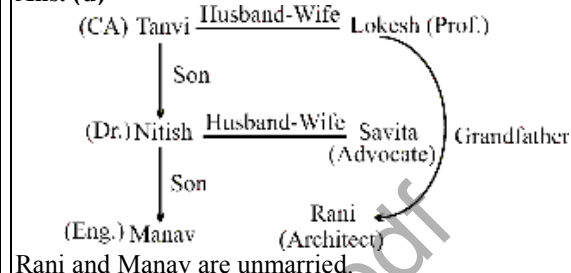 (CA) Tanvi Husband-Wife Lokesh (Prof.)
Son
(Dr.) Nitish Husband-Wife Savita Grandfather
(Advocate)
Son
Rani
(Eng.) Manav (Architect)
Rani and Manav are unmarried.